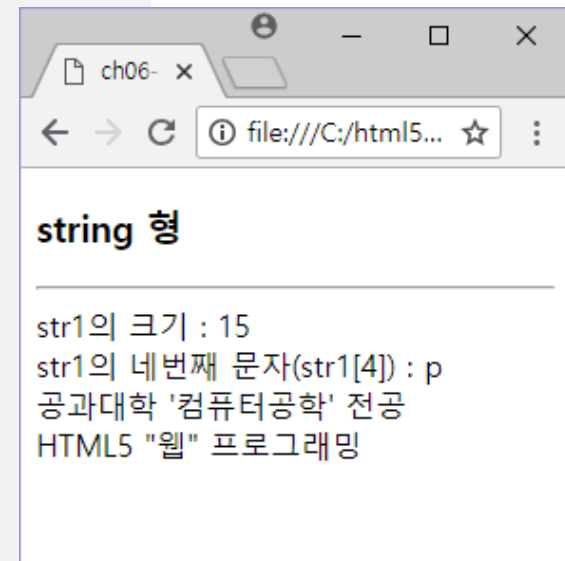 ch06-
file:///C:/html5...
string 형
str1의 크기 : 15
str1의 네번째 문자(str1[4]) : p
공과대학 '컴퓨터공학' 전공
HTML5 "웹" 프로그래밍